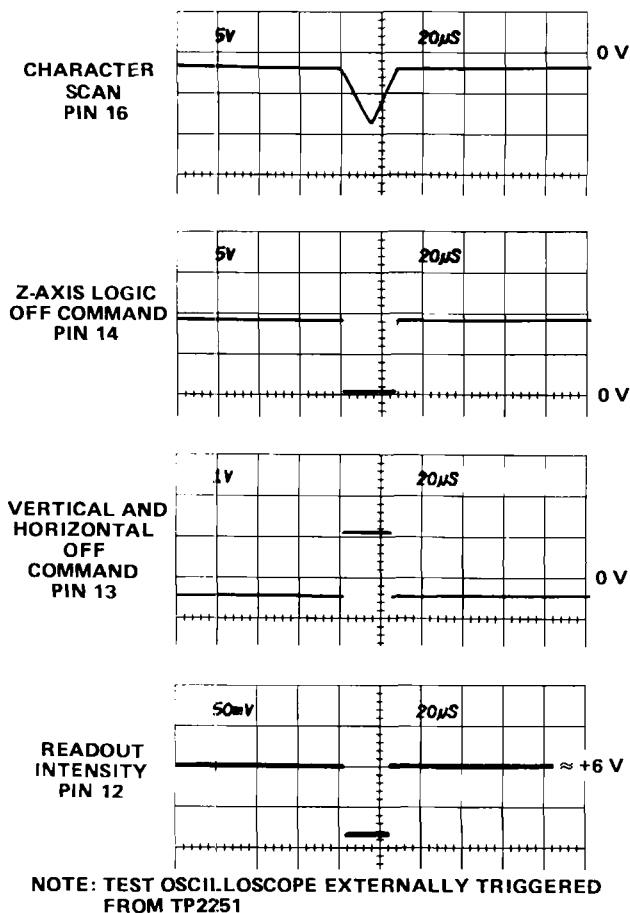 5V 20µS
0 V
CHARACTER
SCAN
PIN 16
5V 20µS
Z-AXIS LOGIC
OFF COMMAND
PIN 14
0 V
1V 20µS
VERTICAL AND
HORIZONTAL
OFF
COMMAND
PIN 13
0 V
50mV 20µS
READOUT
INTENSITY
PIN 12
≈ +6 V
NOTE: TEST OSCILLOSCOPE EXTERNALLY TRIGGERED
FROM TP2251